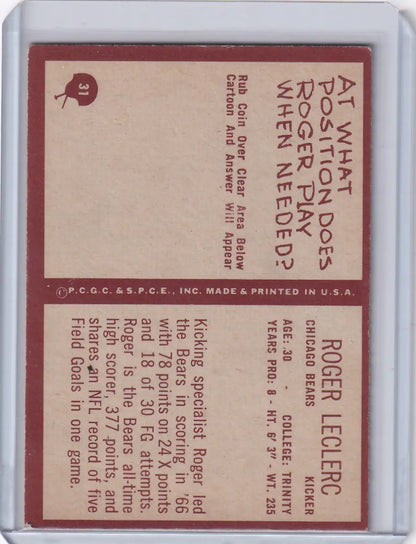 31
AT WHAT
POSITION DOES
ROGER PLAY
WHEN NEEDED?
Rub Coin Over Clear Area Below
Cartoon And Answer Will Appear
©P.C.G.C. & S.P.C.E., INC. MADE & PRINTED IN U.S.A.
ROGER LECLERC
CHICAGO BEARS KICKER
AGE: 30 - COLLEGE: TRINITY
YEARS PRO: 8 - HT. 6' 3" - WT. 235
Kicking specialist Roger led
the Bears in scoring in '66
with 78 points on 24 X points
and 18 of 30 FG attempts.
Roger is the Bears all-time
high scorer, 377 points, and
shares an NFL record of five
Field Goals in one game.